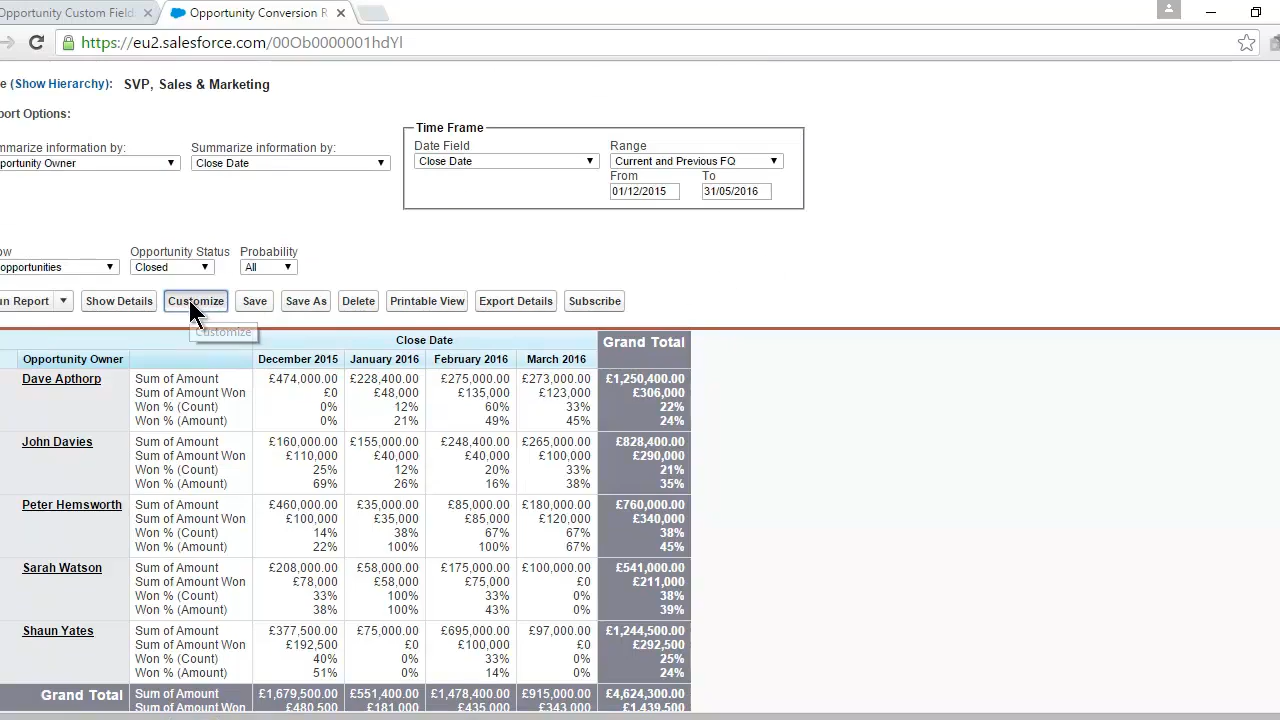 Opportunity Custom Field
Opportunity Conversion R
https://eu2.salesforce.com/00Ob0000001hdYl
(Show Hierarchy): SVP, Sales & Marketing
Options:
Time Frame
Summarize information by: Summarize information by: Date Field Range
Opportunity Owner Close Date Close Date Current and Previous FQ
From To
01/12/2015 31/05/2016
Opportunity Status Probability
opportunities Closed All
Report Show Details Customize Save Save As Delete Printable View Export Details Subscribe
Customize
Close Date Grand Total
Opportunity Owner December 2015 January 2016 February 2016 March 2016
Dave Apthorp Sum of Amount £474,000.00 £228,400.00 £275,000.00 £273,000.00 £1,250,400.00
Sum of Amount Won £0 £48,000 £135,000 £123,000 £306,000
Won % (Count) 0% 12% 60% 33% 22%
Won % (Amount) 0% 21% 49% 45% 24%
John Davies Sum of Amount £160,000.00 £155,000.00 £248,400.00 £265,000.00 £828,400.00
Sum of Amount Won £110,000 £40,000 £40,000 £100,000 £290,000
Won % (Count) 25% 12% 20% 33% 21%
Won % (Amount) 69% 26% 16% 38% 35%
Peter Hemsworth Sum of Amount £460,000.00 £35,000.00 £85,000.00 £180,000.00 £760,000.00
Sum of Amount Won £100,000 £35,000 £85,000 £120,000 £340,000
Won % (Count) 14% 38% 67% 67% 38%
Won % (Amount) 22% 100% 100% 67% 45%
Sarah Watson Sum of Amount £208,000.00 £58,000.00 £175,000.00 £100,000.00 £541,000.00
Sum of Amount Won £78,000 £58,000 £75,000 £0 £211,000
Won % (Count) 33% 100% 33% 0% 38%
Won % (Amount) 38% 100% 43% 0% 39%
Shaun Yates Sum of Amount £377,500.00 £75,000.00 £695,000.00 £97,000.00 £1,244,500.00
Sum of Amount Won £192,500 £0 £100,000 £0 £292,500
Won % (Count) 40% 0% 33% 0% 25%
Won % (Amount) 51% 0% 14% 0% 24%
Grand Total Sum of Amount £1,679,500.00 £551,400.00 £1,478,400.00 £915,000.00 £4,624,300.00
Sum of Amount Won £480,500 £181,000 £435,000 £343,000 £1,439,500